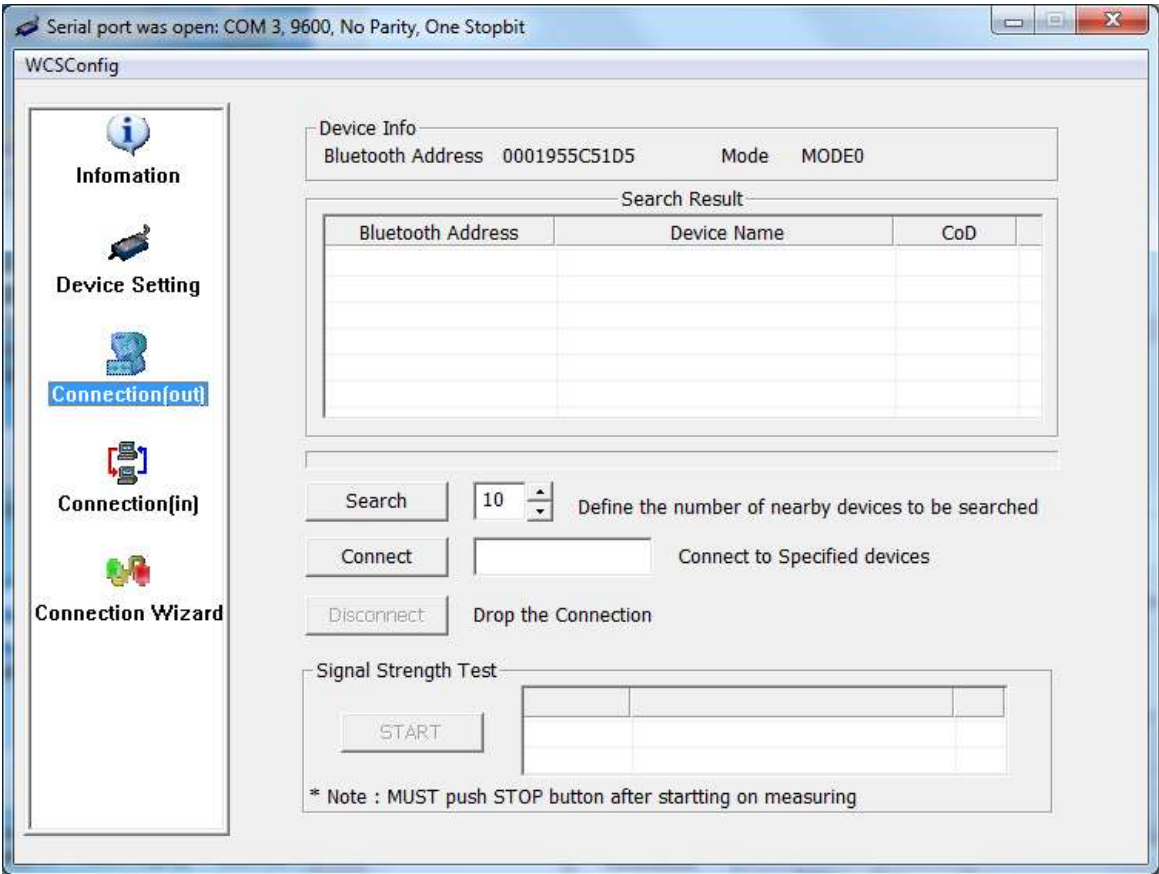 Serial port was open: COM 3, 9600, No Parity, One Stopbit
WCSConfig
Infomation
Device Setting
Connection(out)
Connection(in)
Connection Wizard
Device Info
Bluetooth Address 0001955C51D5 Mode MODE0
Search Result
Bluetooth Address Device Name CoD
Search 10 Define the number of nearby devices to be searched
Connect Connect to Specified devices
Disconnect Drop the Connection
Signal Strength Test
START
* Note : MUST push STOP button after startting on measuring